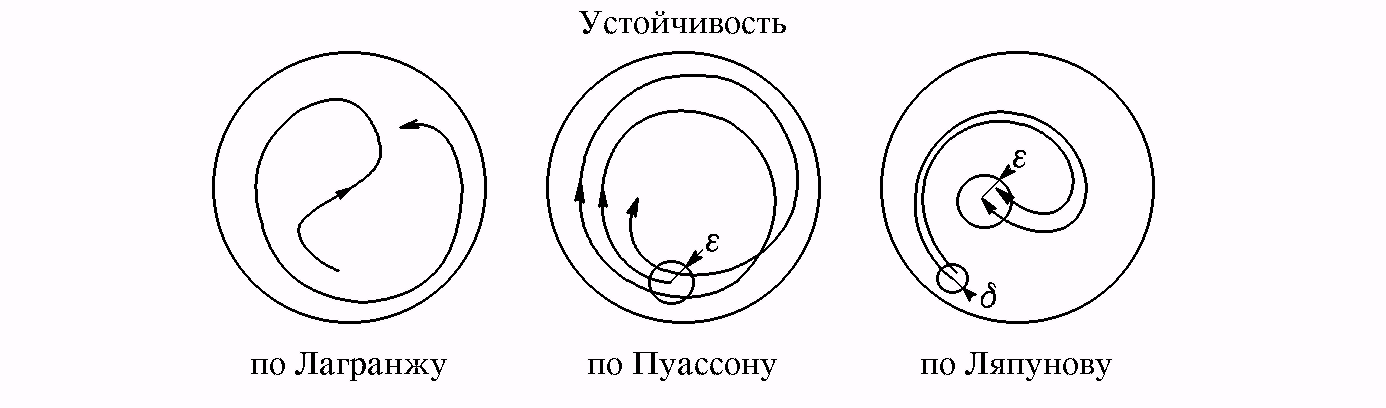 Устойчивость
ε
ε
δ
по Лагранжу
по Пуассону
по Ляпунову